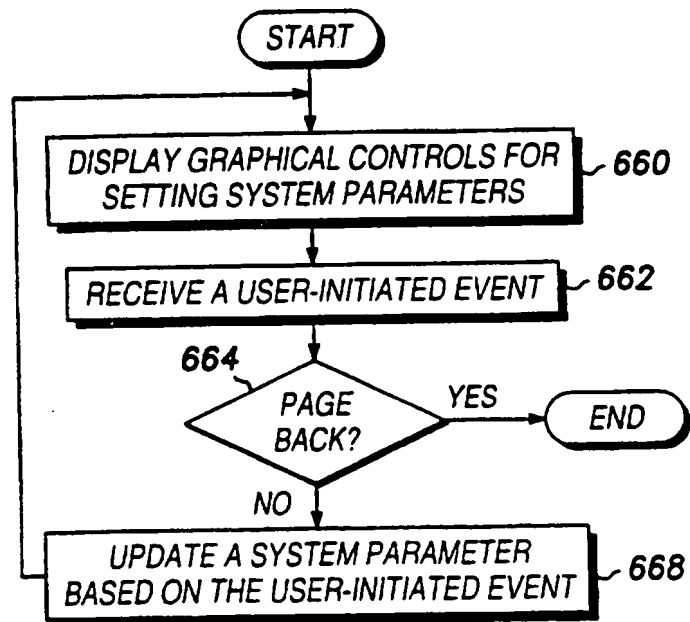 START
DISPLAY GRAPHICAL CONTROLS FOR
SETTING SYSTEM PARAMETERS
660
RECEIVE A USER-INITIATED EVENT
662
664
PAGE
BACK?
YES
END
NO
UPDATE A SYSTEM PARAMETER
BASED ON THE USER-INITIATED EVENT
668